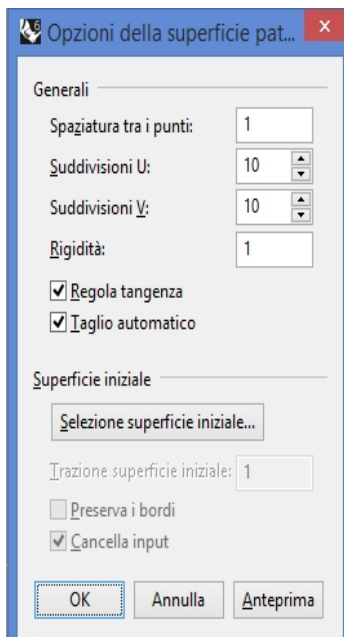 Opzioni della superficie pat...
Generali
Spaziatura tra i punti: 1
Suddivisioni U: 10
Suddivisioni V: 10
Rigidità: 1
Regola tangenza
Taglio automatico
Superficie iniziale
Selezione superficie iniziale...
Trazione superficie iniziale: 1
Preserva i bordi
Cancella input
OK Annulla Anteprima